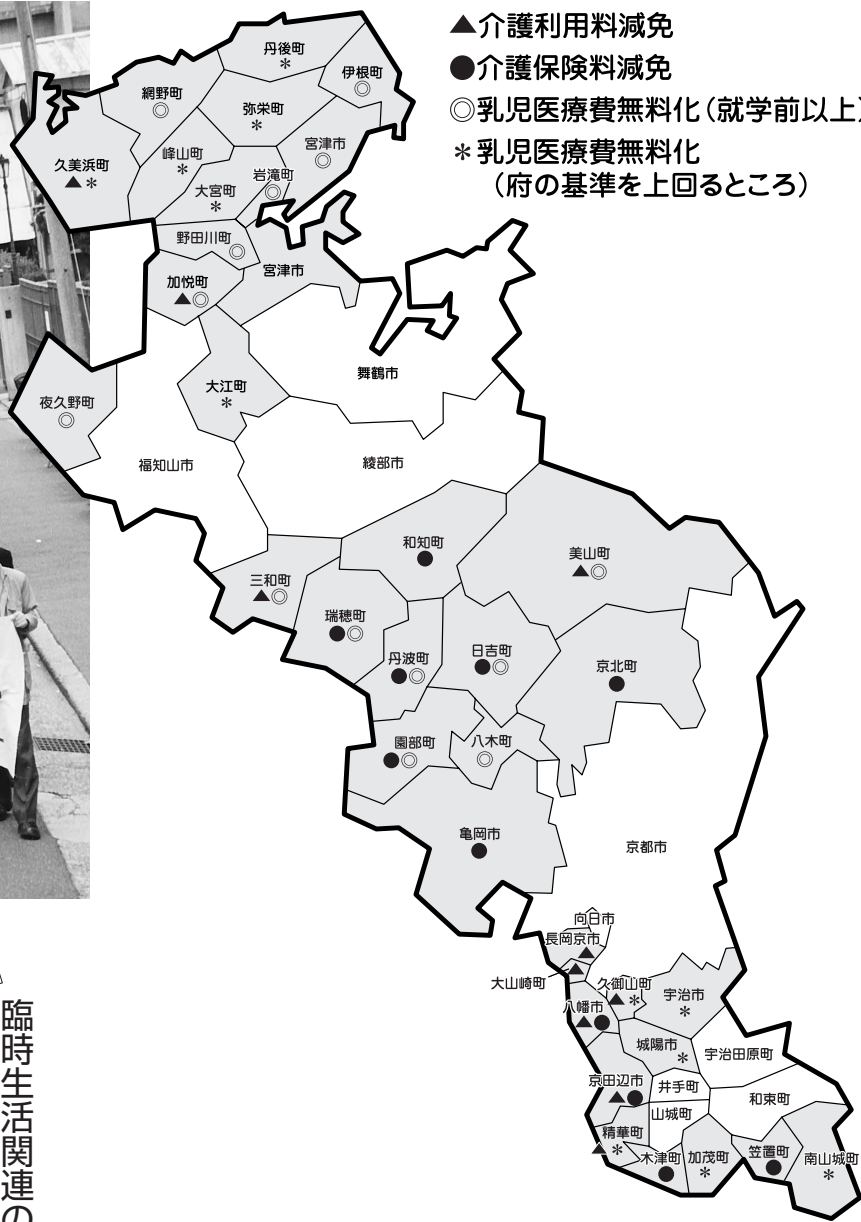 ▲介護利用料減免
●介護保険料減免
◎乳児医療費無料化(就学前以上)
＊乳児医療費無料化
(府の基準を上回るところ)
丹後町
＊
伊根町
◎
網野町
◎
弥栄町
＊
宮津市
◎
峰山町
＊
久美浜町
▲＊
岩滝町
◎
大宮町
＊
野田川町
◎
宮津市
加悦町
▲◎
舞鶴市
大江町
＊
夜久野町
◎
福知山市
綾部市
和知町
●
美山町
▲◎
三和町
▲◎
瑞穂町
●◎
丹波町
●◎
日吉町
●◎
京北町
●
園部町
●◎
八木町
◎
亀岡市
●
京都市
向日市
長岡京市
▲
大山崎町
▲
久御山町
▲＊
宇治市
＊
八幡市
▲●
城陽市
＊
宇治田原町
京田辺市
▲●
井手町
和束町
山城町
精華町
▲＊
木津町
●
加茂町
＊
笠置町
●
南山城町
＊
臨時生活関連の